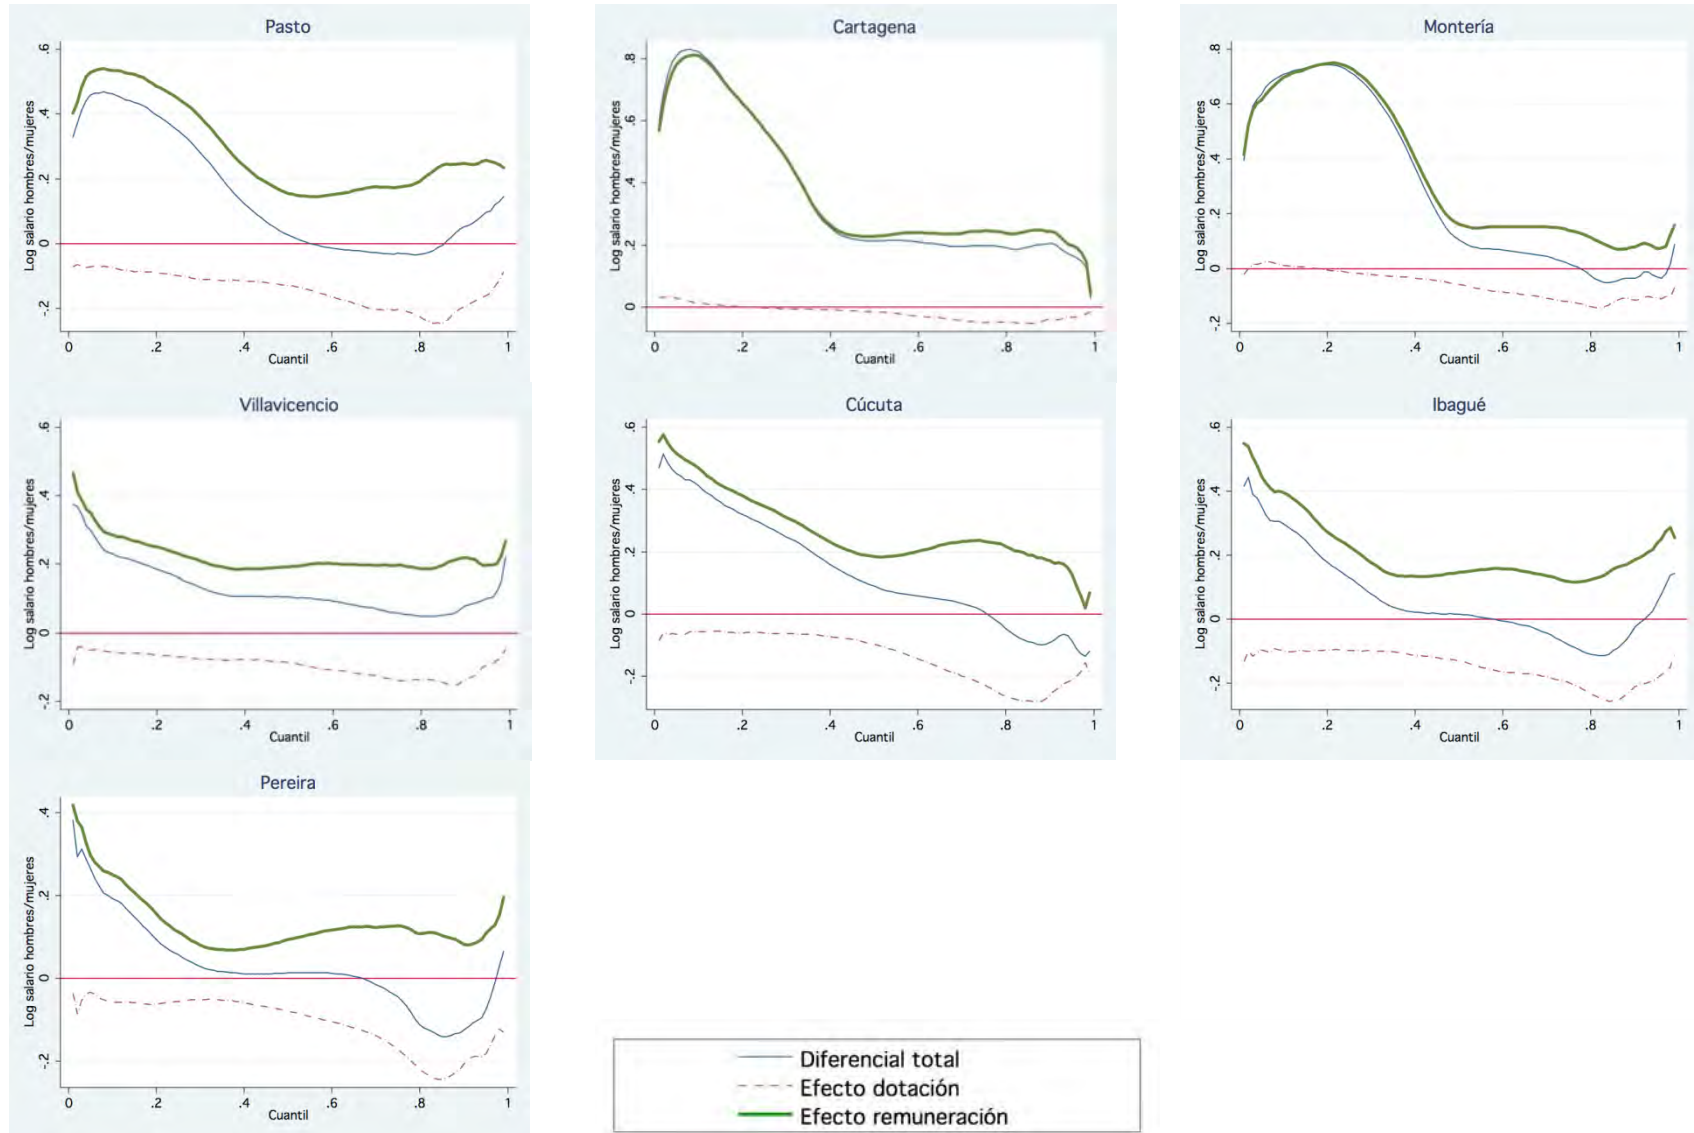 Pasto
Log salario hombres/mujeres
.6
.4
.2
0
-.2
0 .2 .4 .6 .8 1
Cuantil
Cartagena
Log salario hombres/mujeres
.8
.6
.4
.2
0
0 .2 .4 .6 .8 1
Cuantil
Montería
Log salario hombres/mujeres
.8
.6
.4
.2
0
-.2
0 .2 .4 .6 .8 1
Cuantil
Villavicencio
Log salario hombres/mujeres
.6
.4
.2
0
-.2
0 .2 .4 .6 .8 1
Cuantil
Cúcuta
Log salario hombres/mujeres
.6
.4
.2
0
-.2
0 .2 .4 .6 .8 1
Cuantil
Ibagué
Log salario hombres/mujeres
.6
.4
.2
0
-.2
0 .2 .4 .6 .8 1
Cuantil
Pereira
Log salario hombres/mujeres
.4
.2
0
-.2
0 .2 .4 .6 .8 1
Cuantil
Diferencial total
Efecto dotación
Efecto remuneración